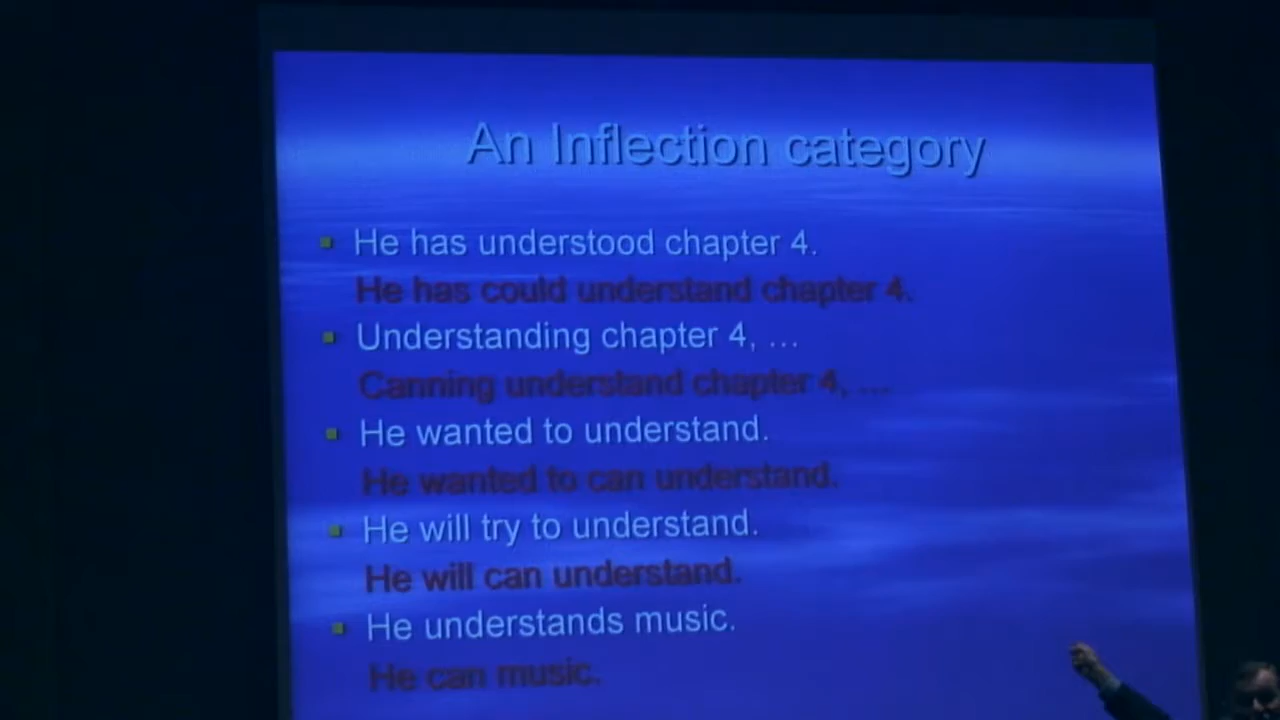 An Inflection category
He has understood chapter 4.
He has could understand chapter 4.
Understanding chapter 4, ...
Canning understand chapter 4, ...
He wanted to understand.
He wanted to can understand.
He will try to understand.
He will can understand.
He understands music.
He can music.